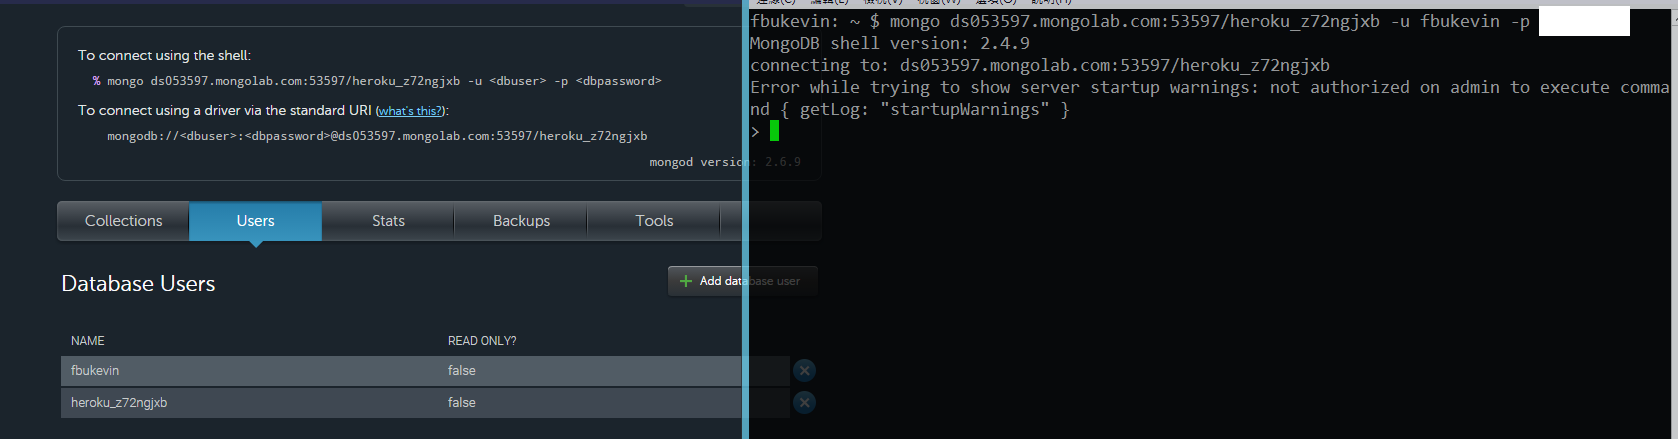 To connect using the shell:
% mongo ds053597.mongolab.com:53597/heroku_z72ngjxb -u <dbuser> -p <dbpassword>
To connect using a driver via the standard URI (what's this?):
mongodb://<dbuser>:<dbpassword>@ds053597.mongolab.com:53597/heroku_z72ngjxb
mongod version: 2.6.9
Collections
Users
Stats
Backups
Tools
Database Users
Add database user
NAME READ ONLY?
fbukevin false
heroku_z72ngjxb false
fbukevin: ~ $ mongo ds053597.mongolab.com:53597/heroku_z72ngjxb -u fbukevin -p
MongoDB shell version: 2.4.9
connecting to: ds053597.mongolab.com:53597/heroku_z72ngjxb
Error while trying to show server startup warnings: not authorized on admin to execute comma
nd { getLog: "startupWarnings" }
>